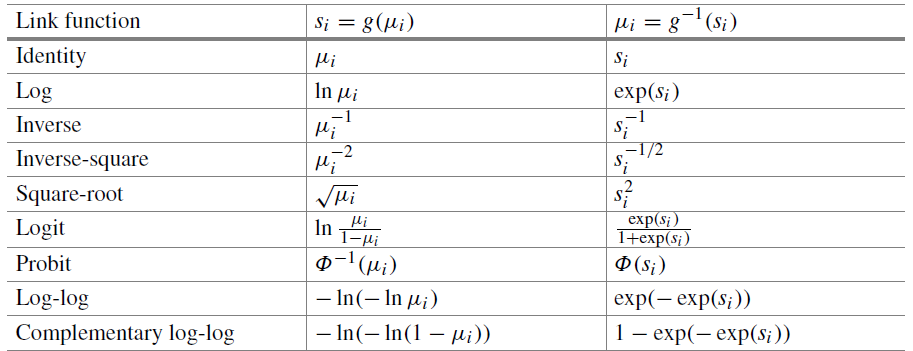 Link function s_i = g(μ_i) μ_i = g^{-1}(s_i)
Identity μ_i s_i
Log ln μ_i exp(s_i)
Inverse μ_i^{-1} s_i^{-1}
Inverse-square μ_i^{-2} s_i^{-1/2}
Square-root √μ_i s_i^2
Logit ln μ_i/(1−μ_i) exp(s_i)/(1+exp(s_i))
Probit Φ^{-1}(μ_i) Φ(s_i)
Log-log − ln(− ln μ_i) exp(− exp(s_i))
Complementary log-log − ln(− ln(1 − μ_i)) 1 − exp(− exp(s_i))